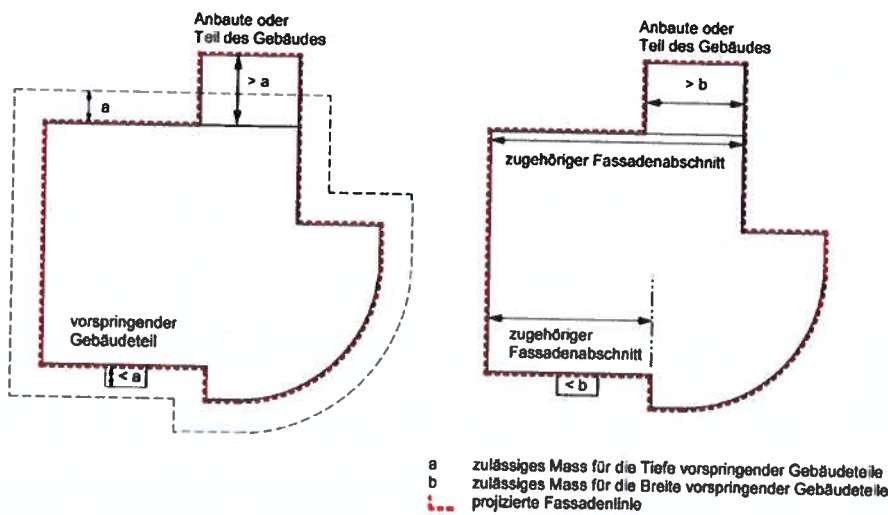 Anbaute oder
Teil des Gebäudes
> a
a
vorspringender
Gebäudeteil
< a
Anbaute oder
Teil des Gebäudes
> b
zugehöriger Fassadenabschnitt
zugehöriger
Fassadenabschnitt
< b
a zulässiges Mass für die Tiefe vorspringender Gebäudeteile
b zulässiges Mass für die Breite vorspringender Gebäudeteile
projizierte Fassadenlinie